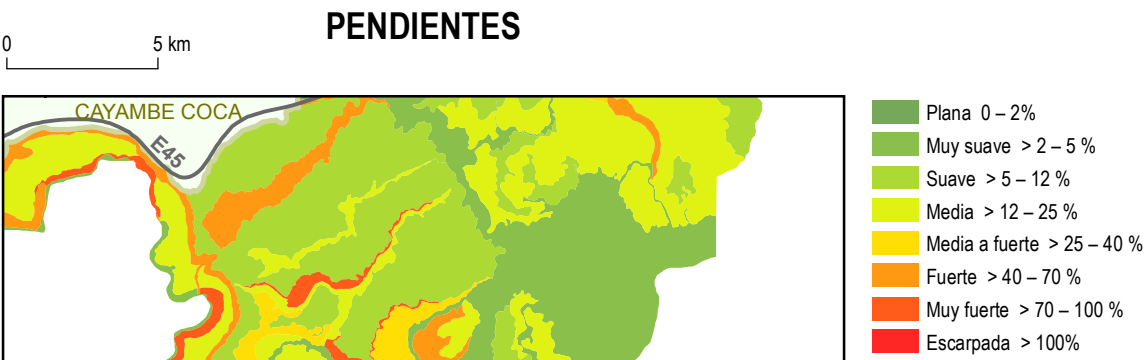 PENDIENTES
0 5 km
CAYAMBE COCA
E45
Plana 0 – 2%
Muy suave > 2 – 5 %
Suave > 5 – 12 %
Media > 12 – 25 %
Media a fuerte > 25 – 40 %
Fuerte > 40 – 70 %
Muy fuerte > 70 – 100 %
Escarpada > 100%